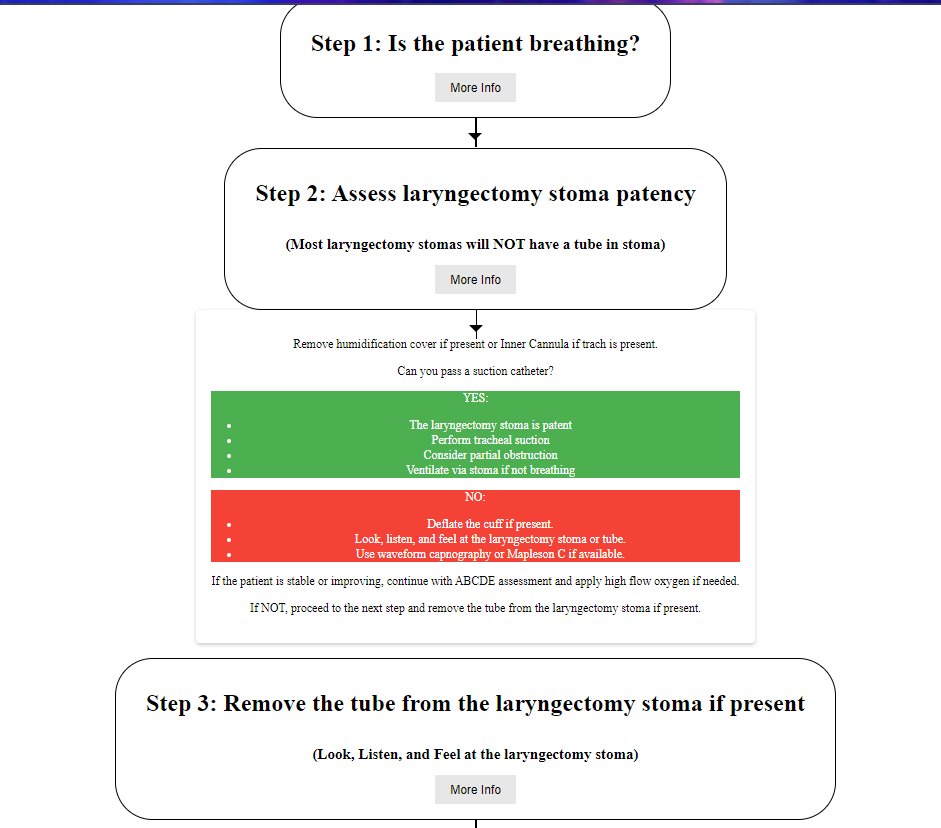 Step 1: Is the patient breathing?
More Info
Step 2: Assess laryngectomy stoma patency
(Most laryngectomy stomas will NOT have a tube in stoma)
More Info
Remove humidification cover if present or Inner Cannula if trach is present.
Can you pass a suction catheter?
YES:
• The laryngectomy stoma is patent
• Perform tracheal suction
• Consider partial obstruction
• Ventilate via stoma if not breathing
NO:
• Deflate the cuff if present.
• Look, listen, and feel at the laryngectomy stoma or tube.
• Use waveform capnography or Mapleson C if available.
If the patient is stable or improving, continue with ABCDE assessment and apply high flow oxygen if needed.
If NOT, proceed to the next step and remove the tube from the laryngectomy stoma if present.
Step 3: Remove the tube from the laryngectomy stoma if present
(Look, Listen, and Feel at the laryngectomy stoma)
More Info